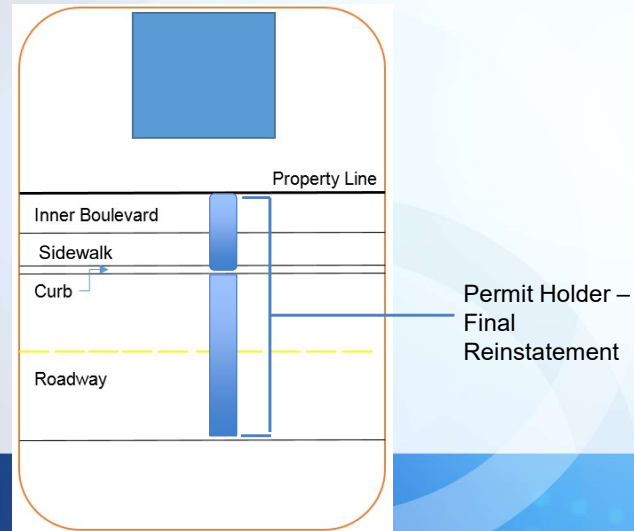 Property Line
Inner Boulevard
Sidewalk
Curb
Roadway
Permit Holder –
Final
Reinstatement